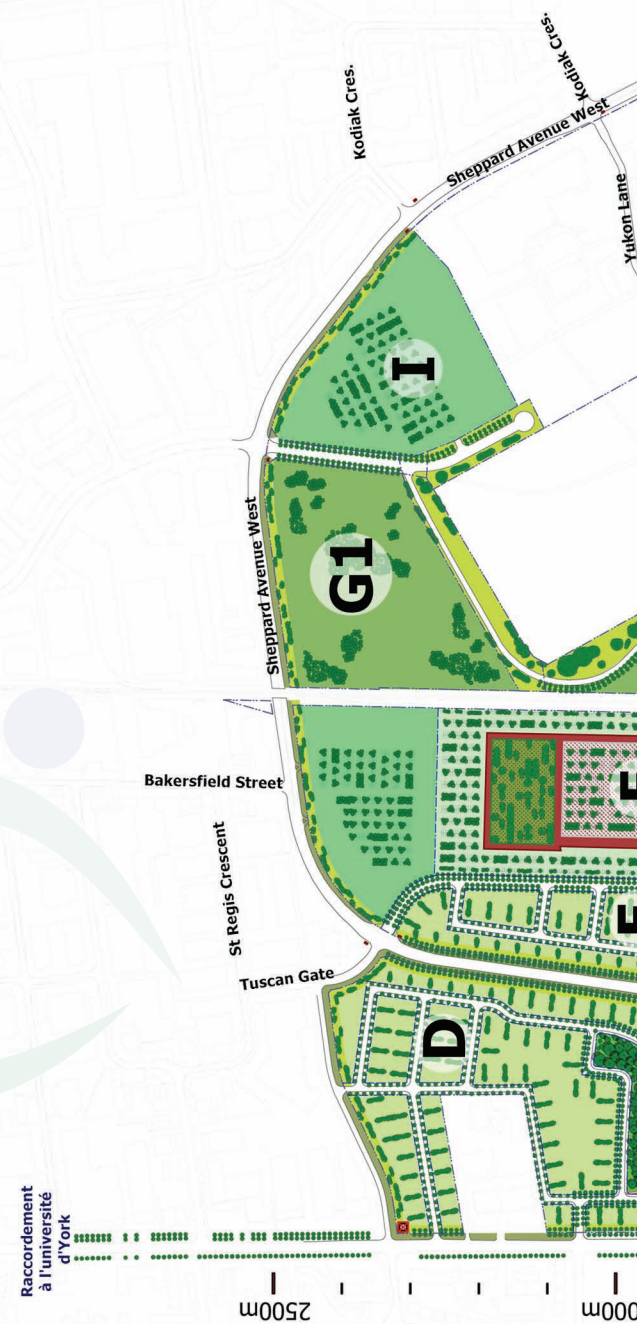 Kodiak Cres.
Kodiak Cres.
Sheppard Avenue West
Yukon Lane
I
Sheppard Avenue West
G1
Bakersfield Street
St Regis Crescent
Tuscan Gate
D
Raccordement
à l'université
d'York
2500m